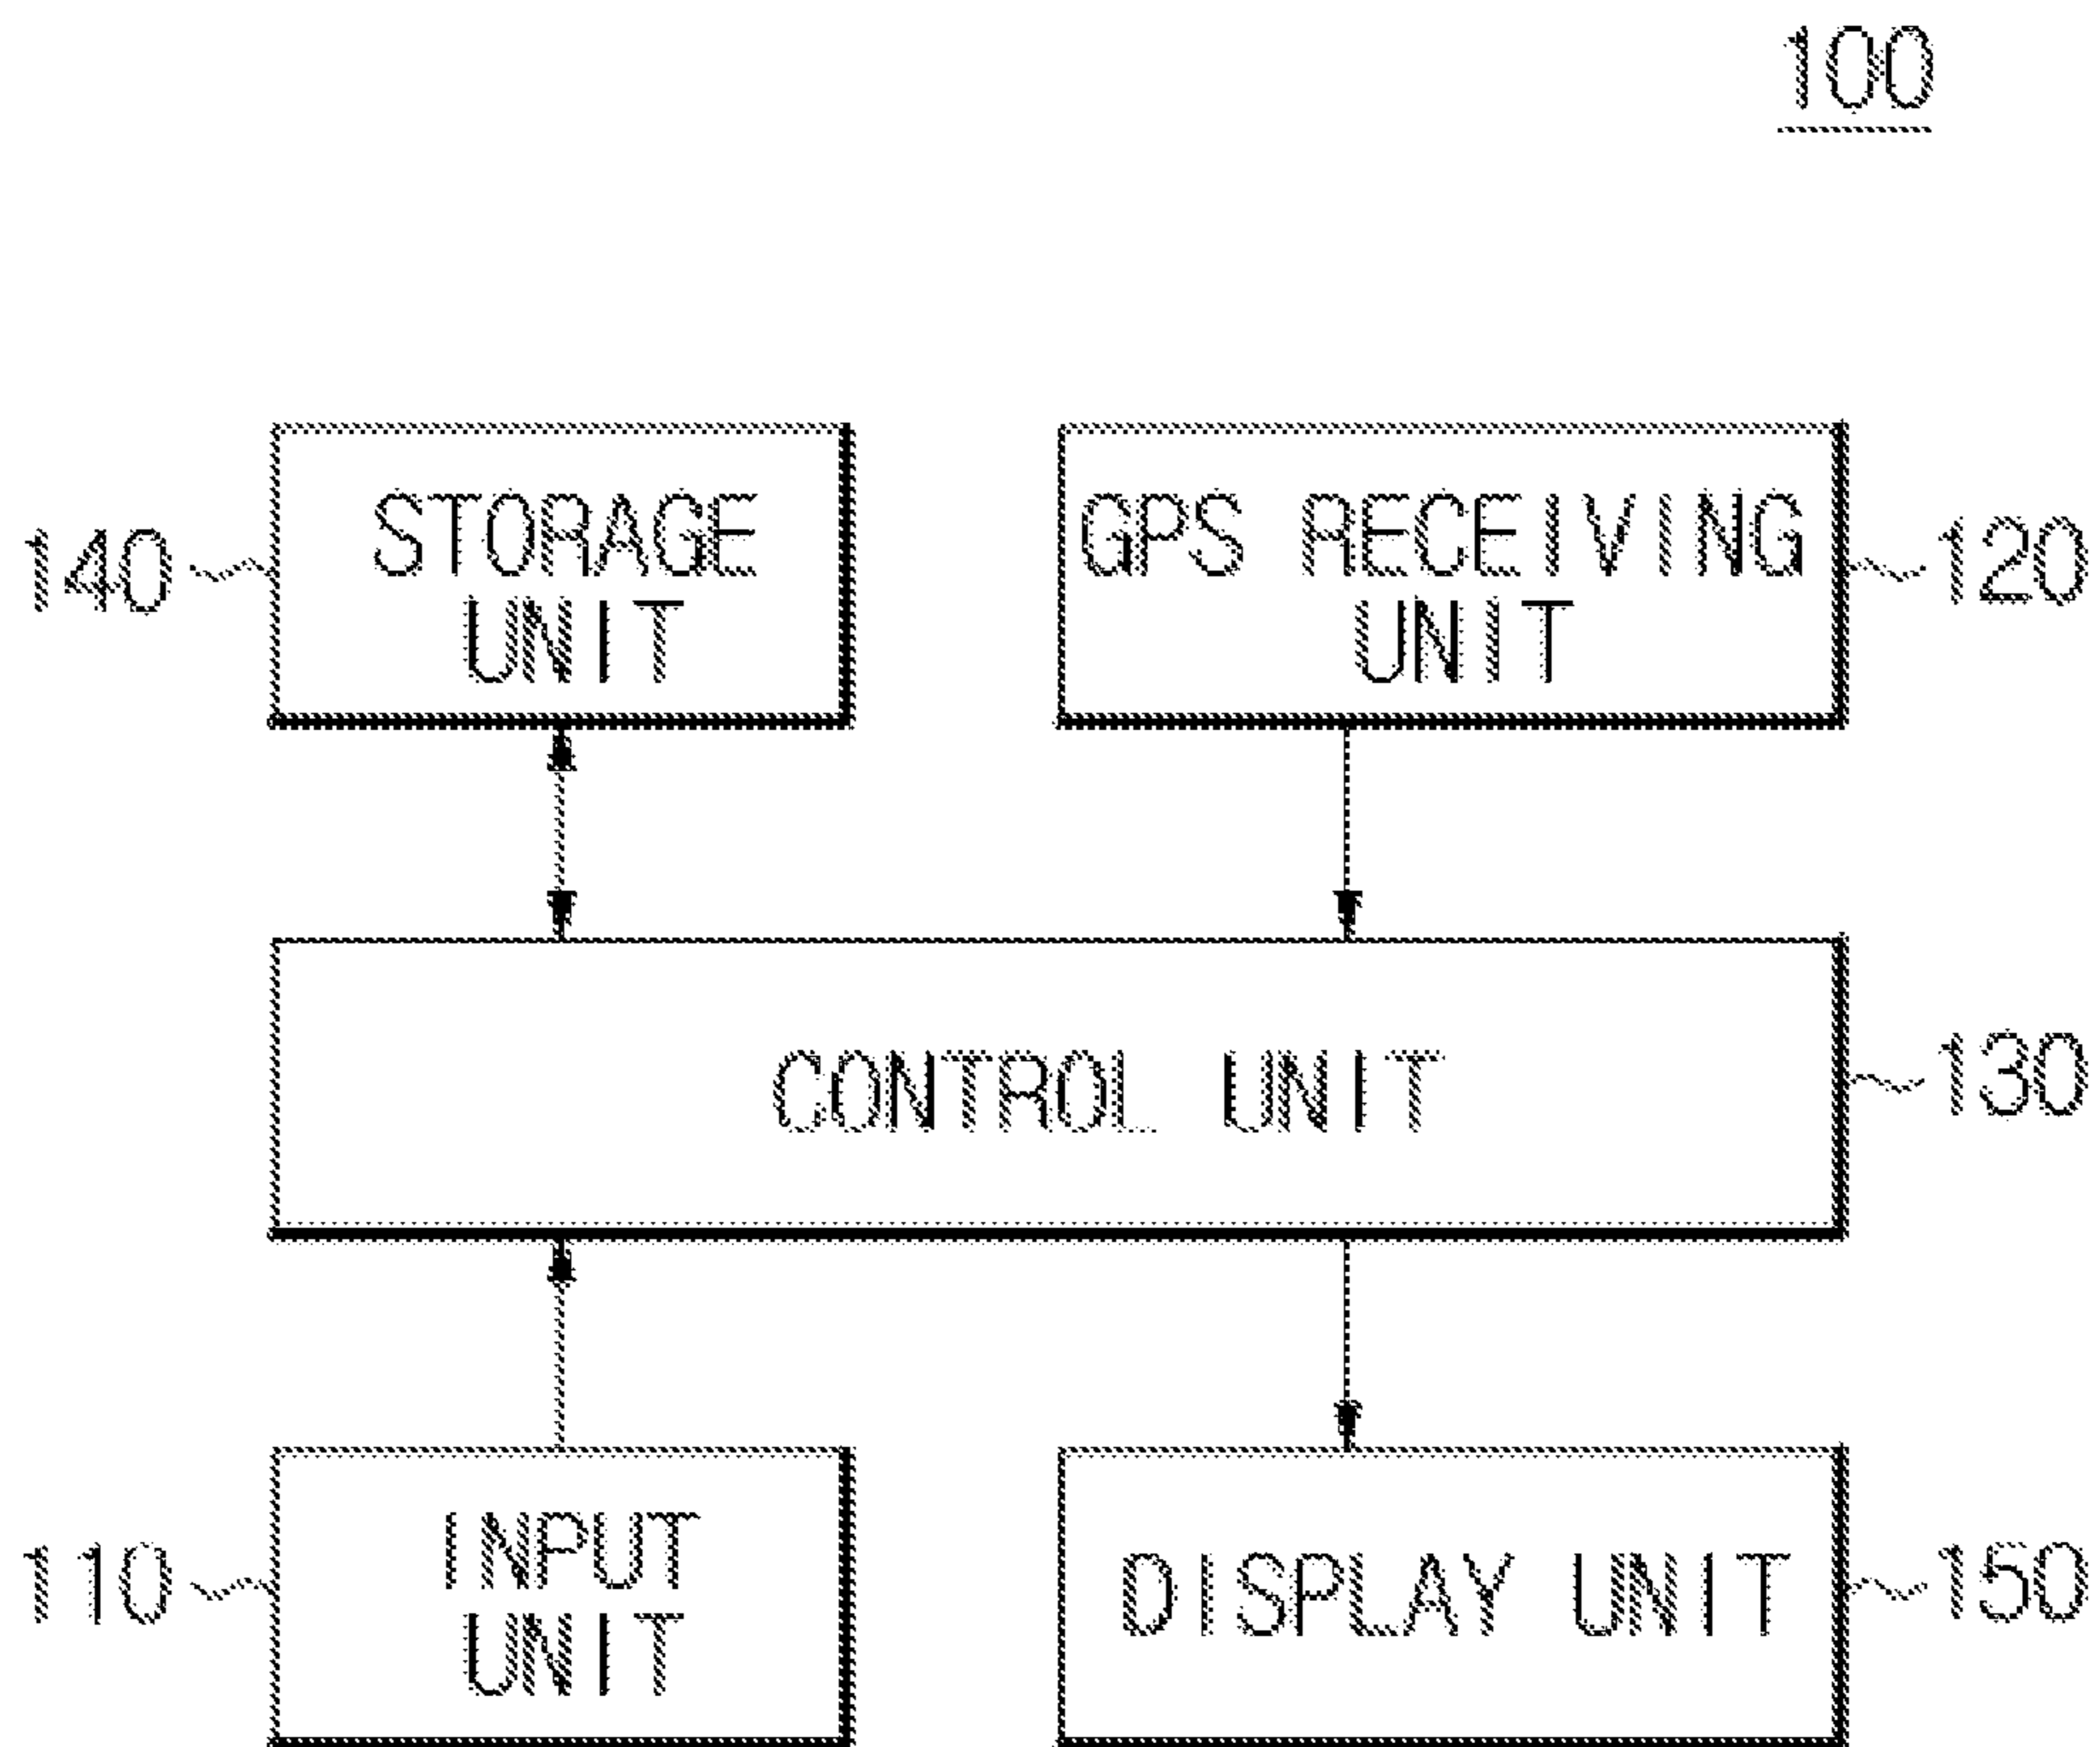 100
140
STORAGE
UNIT
GPS RECEIVING
UNIT
120
CONTROL UNIT
130
110
INPUT
UNIT
DISPLAY UNIT
150